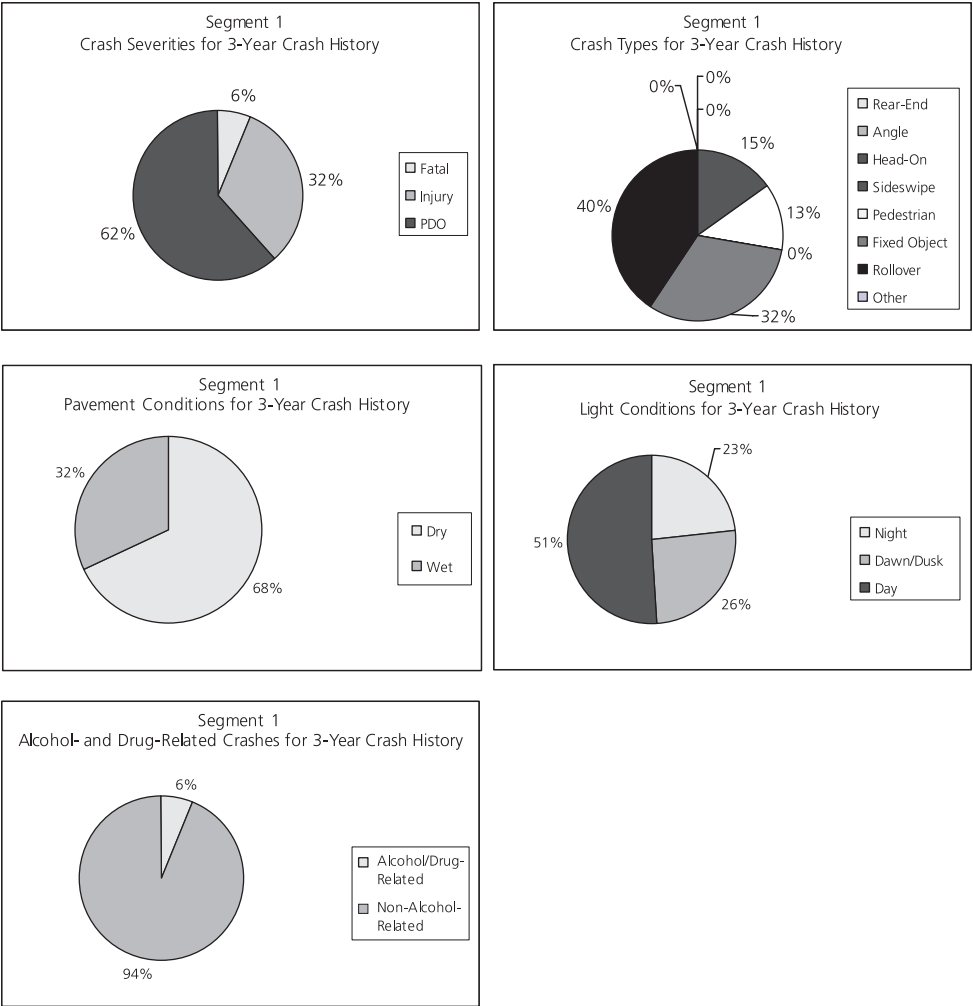 Segment 1
Crash Severities for 3-Year Crash History
6%
32%
62%
Fatal
Injury
PDO
Segment 1
Crash Types for 3-Year Crash History
0%
0%
0%
15%
13%
0%
32%
40%
Rear-End
Angle
Head-On
Sideswipe
Pedestrian
Fixed Object
Rollover
Other
Segment 1
Pavement Conditions for 3-Year Crash History
32%
68%
Dry
Wet
Segment 1
Light Conditions for 3-Year Crash History
23%
51%
26%
Night
Dawn/Dusk
Day
Segment 1
Alcohol- and Drug-Related Crashes for 3-Year Crash History
6%
94%
Alcohol/Drug-
Related
Non-Alcohol-
Related